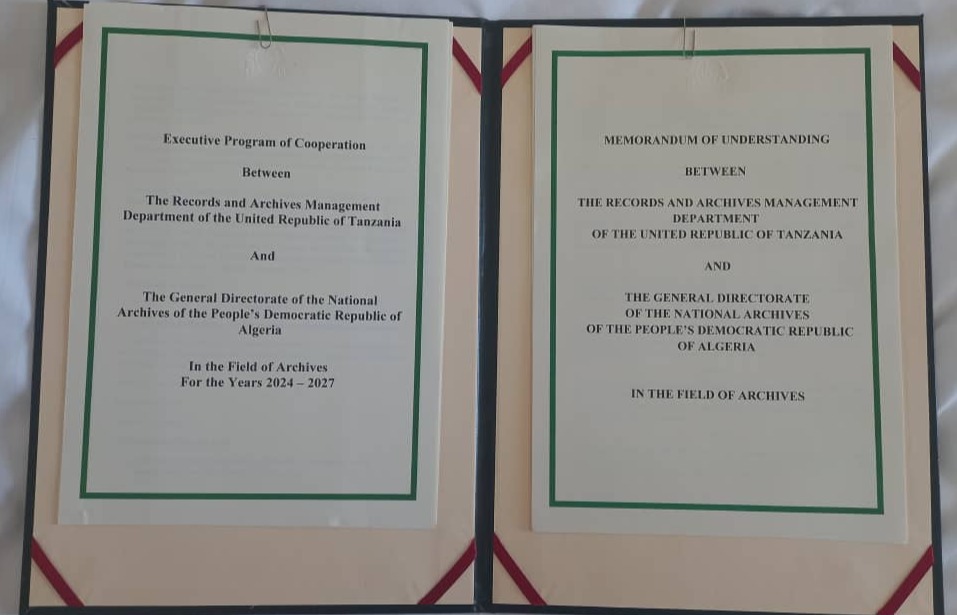 Executive Program of Cooperation
Between
The Records and Archives Management
Department of the United Republic of Tanzania
And
The General Directorate of the National
Archives of the People's Democratic Republic of
Algeria
In the Field of Archives
For the Years 2024 – 2027
MEMORANDUM OF UNDERSTANDING
BETWEEN
THE RECORDS AND ARCHIVES MANAGEMENT
DEPARTMENT
OF THE UNITED REPUBLIC OF TANZANIA
AND
THE GENERAL DIRECTORATE
OF THE NATIONAL ARCHIVES
OF THE PEOPLE'S DEMOCRATIC REPUBLIC
OF ALGERIA
IN THE FIELD OF ARCHIVES